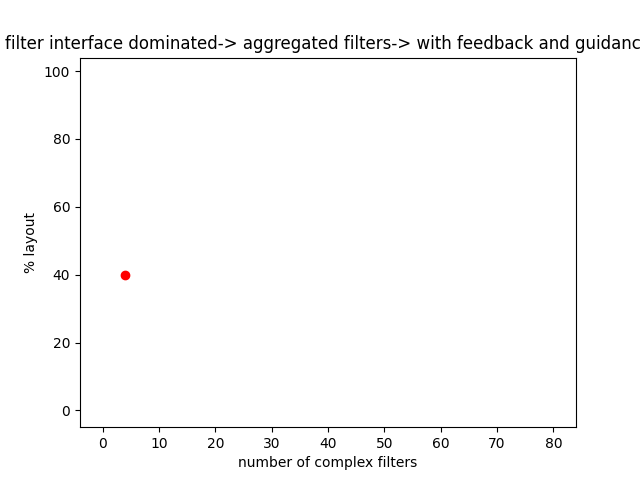 filter interface dominated-> aggregated filters-> with feedback and guidanc
100
80
60
40
20
0
% layout
0 10 20 30 40 50 60 70 80
number of complex filters